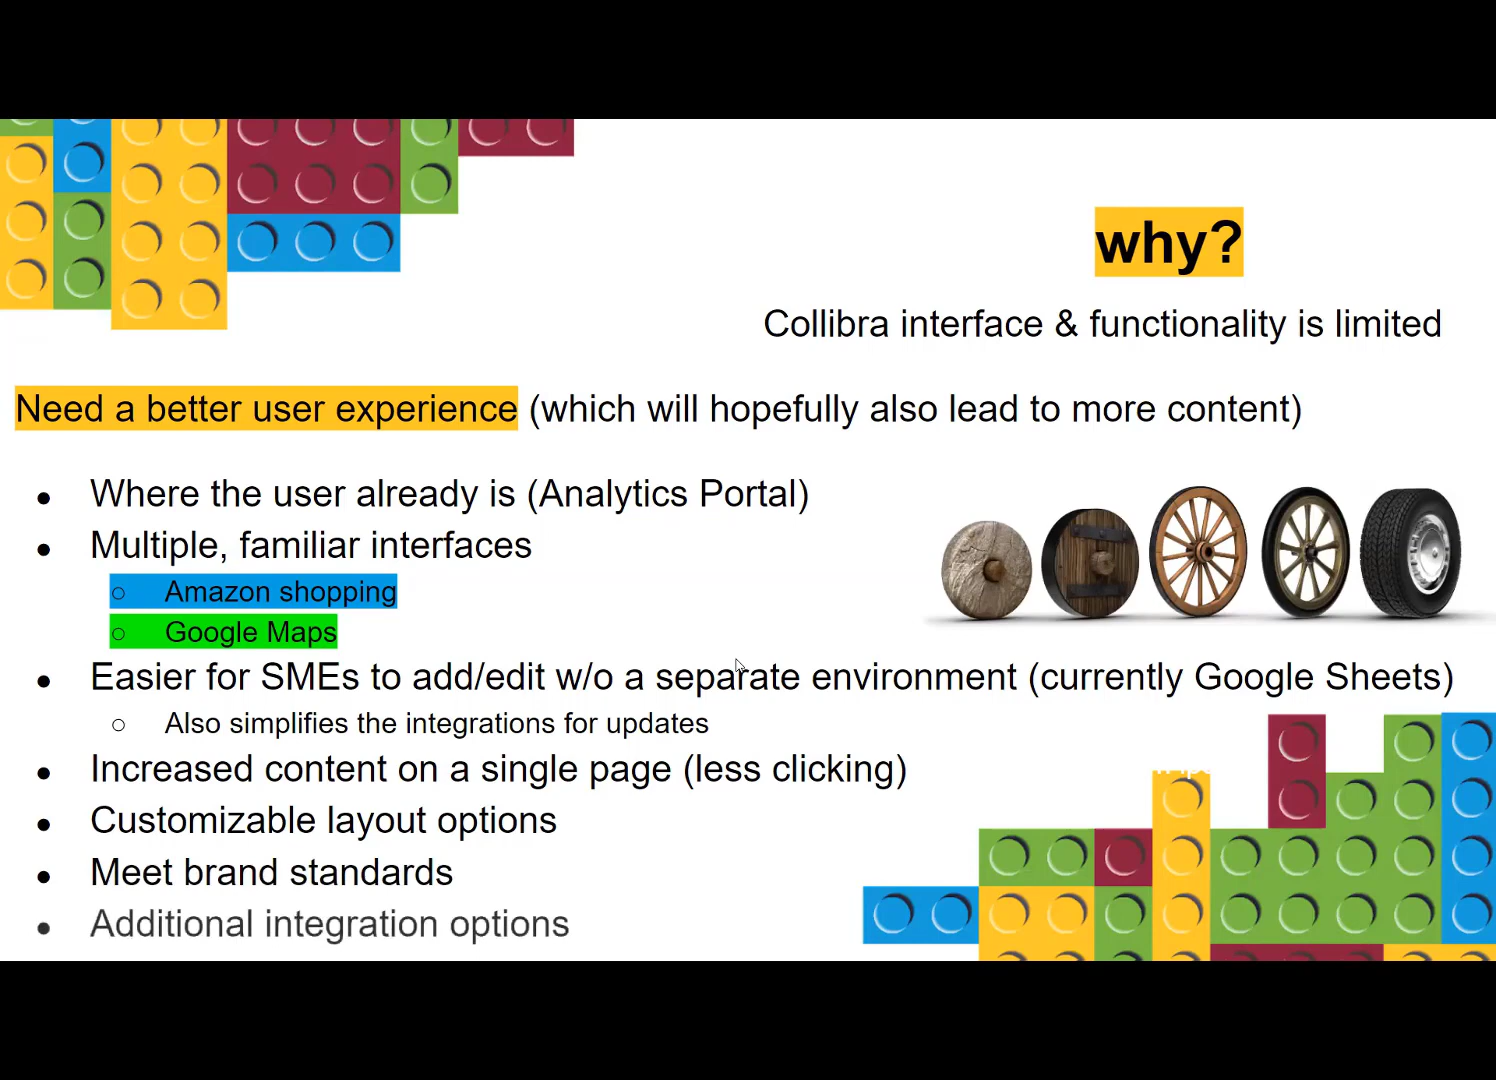 why?
Collibra interface & functionality is limited
Need a better user experience (which will hopefully also lead to more content)
● Where the user already is (Analytics Portal)
● Multiple, familiar interfaces
○ Amazon shopping
○ Google Maps
● Easier for SMEs to add/edit w/o a separate environment (currently Google Sheets)
○ Also simplifies the integrations for updates
● Increased content on a single page (less clicking)
● Customizable layout options
● Meet brand standards
● Additional integration options